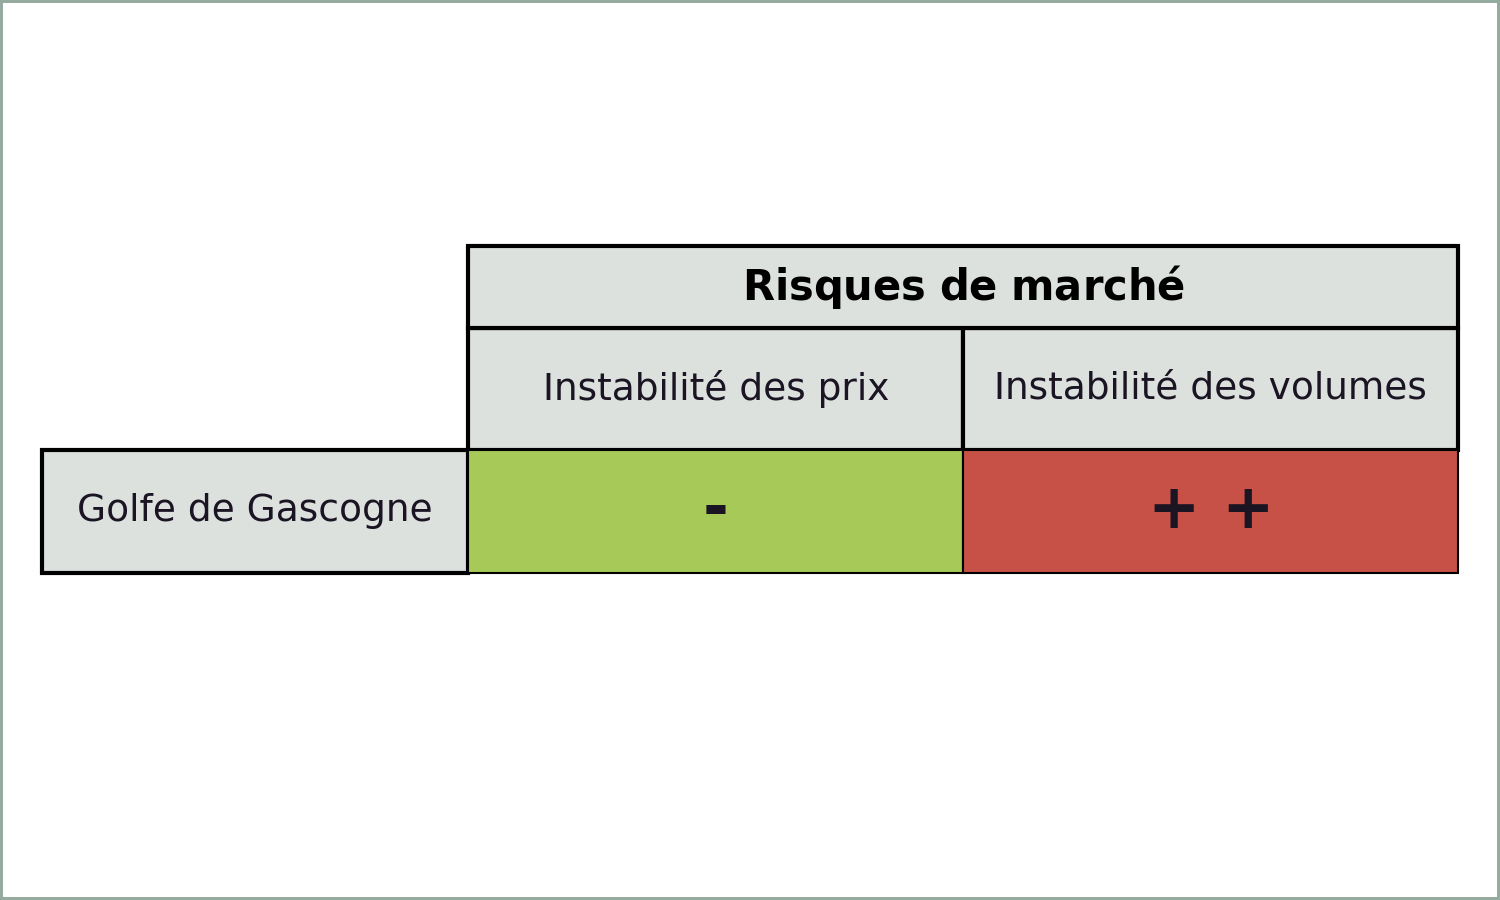 Risques de marché
Instabilité des prix
Instabilité des volumes
Golfe de Gascogne
-
+ +